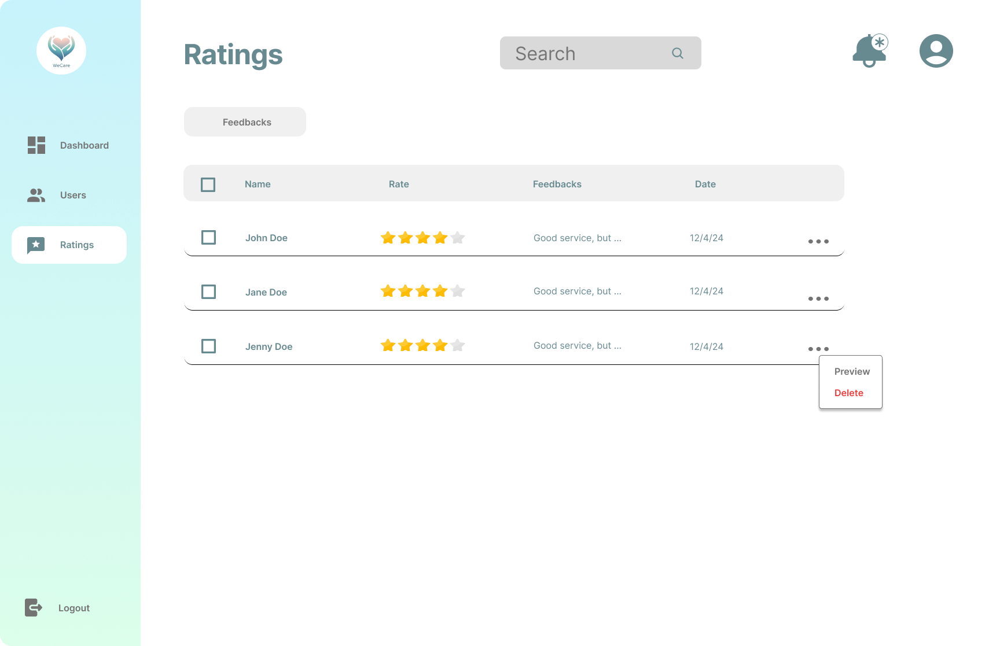 WeCare
Ratings
Search
Feedbacks
Dashboard
Users
Ratings
Logout
Name Rate Feedbacks Date
John Doe Good service, but ... 12/4/24
Jane Doe Good service, but ... 12/4/24
Jenny Doe Good service, but ... 12/4/24
Preview
Delete